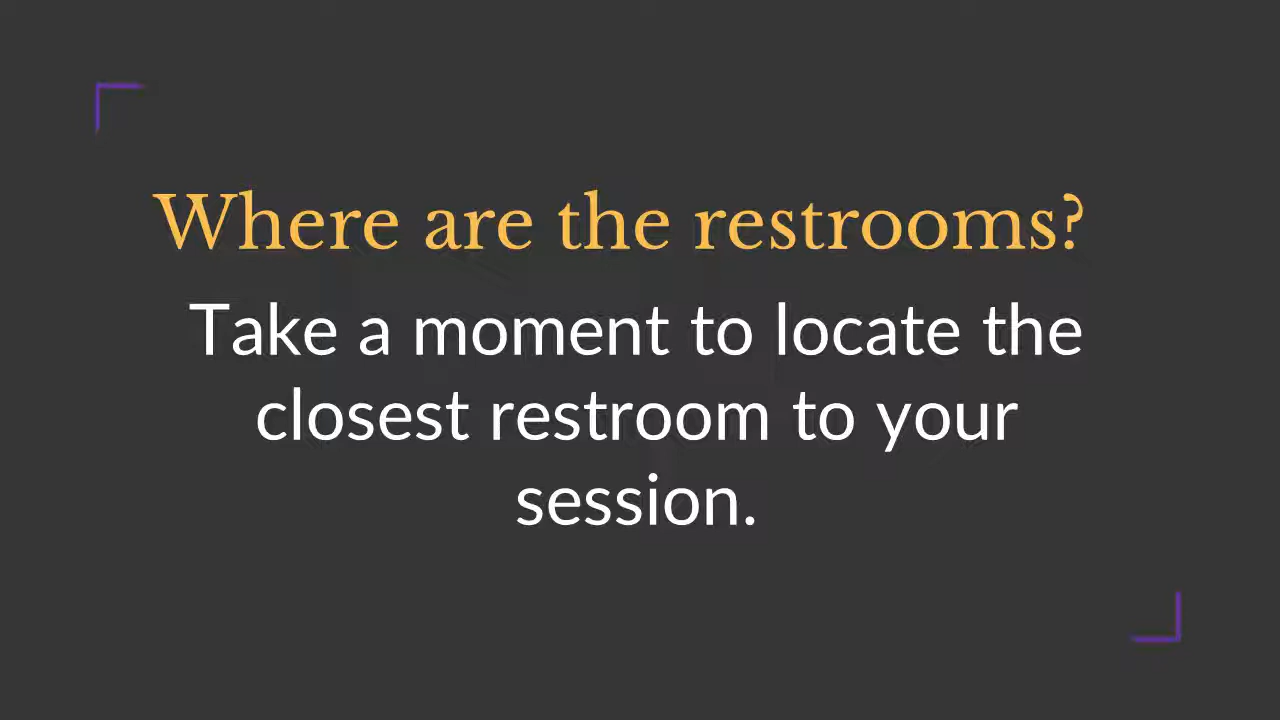 Where are the restrooms?
Take a moment to locate the
closest restroom to your
session.